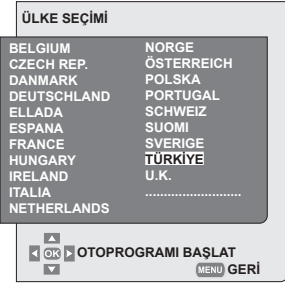 ÜLKE SEÇİMİ
BELGIUM
CZECH REP.
DANMARK
DEUTSCHLAND
ELLADA
ESPANA
FRANCE
HUNGARY
IRELAND
ITALIA
NETHERLANDS
NORGE
ÖSTERREICH
POLSKA
PORTUGAL
SCHWEIZ
SUOMI
SVERIGE
TÜRKİYE
U.K.
..........................
OK OTOPROGRAMI BAŞLAT
MENU GERİ